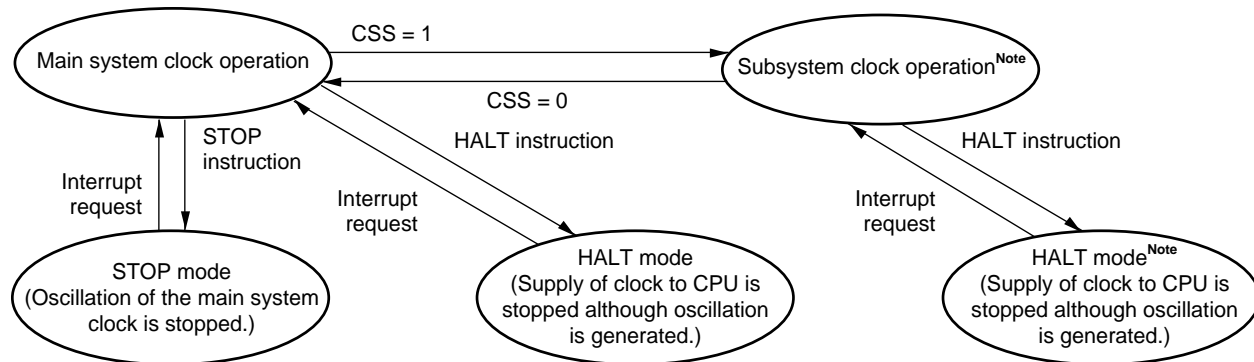 Main system clock operation
CSS = 1
Subsystem clock operationNote
CSS = 0
STOP
instruction
HALT instruction
HALT instruction
Interrupt
request
Interrupt
request
Interrupt
request
STOP mode
(Oscillation of the main system
clock is stopped.)
HALT mode
(Supply of clock to CPU is
stopped although oscillation
is generated.)
HALT modeNote
(Supply of clock to CPU is
stopped although oscillation
is generated.)